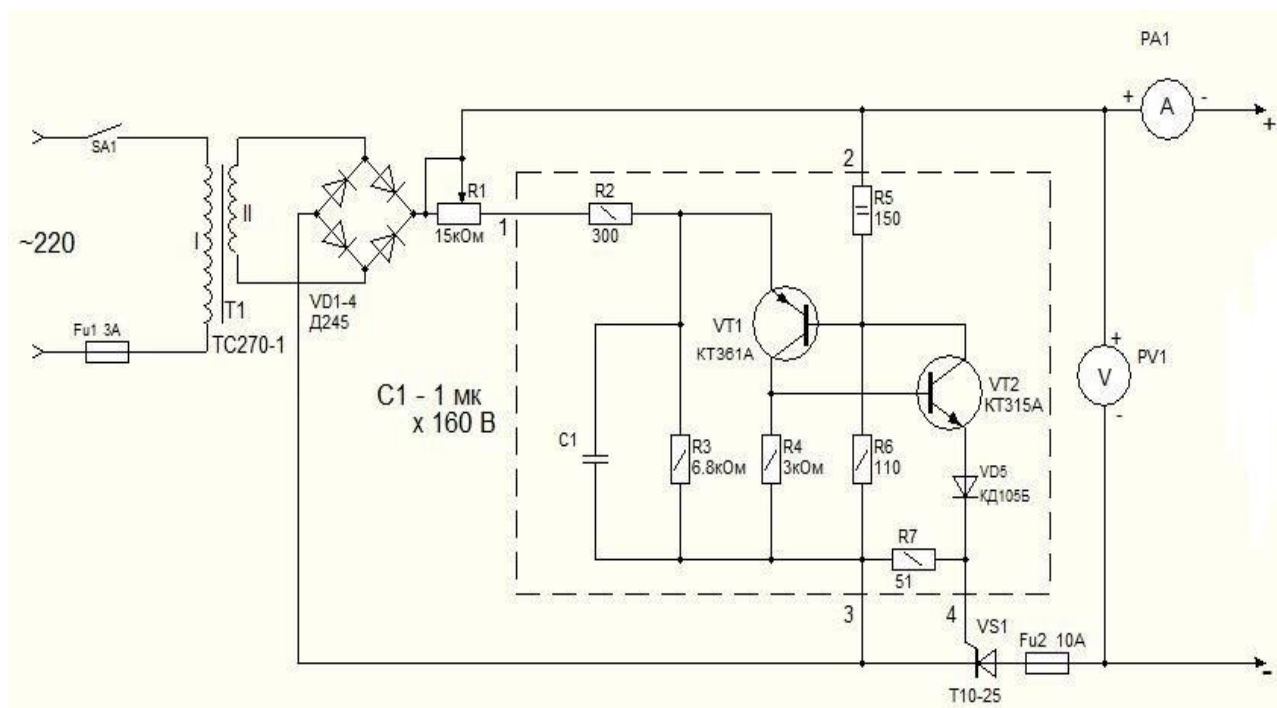 PA1
+ A -
+
SA1
~220
I
II
T1
TC270-1
Fu1 3A
VD1-4
Д245
R1
15кОм
1
2
R2
300
R5
150
VT1
КТ361А
VT2
КТ315А
+
V
-
PV1
C1 - 1 мк
x 160 В
C1
R3
6.8кОм
R4
3кОм
R6
110
VD5
КД105Б
R7
51
3
4
VS1
Fu2 10A
T10-25
-